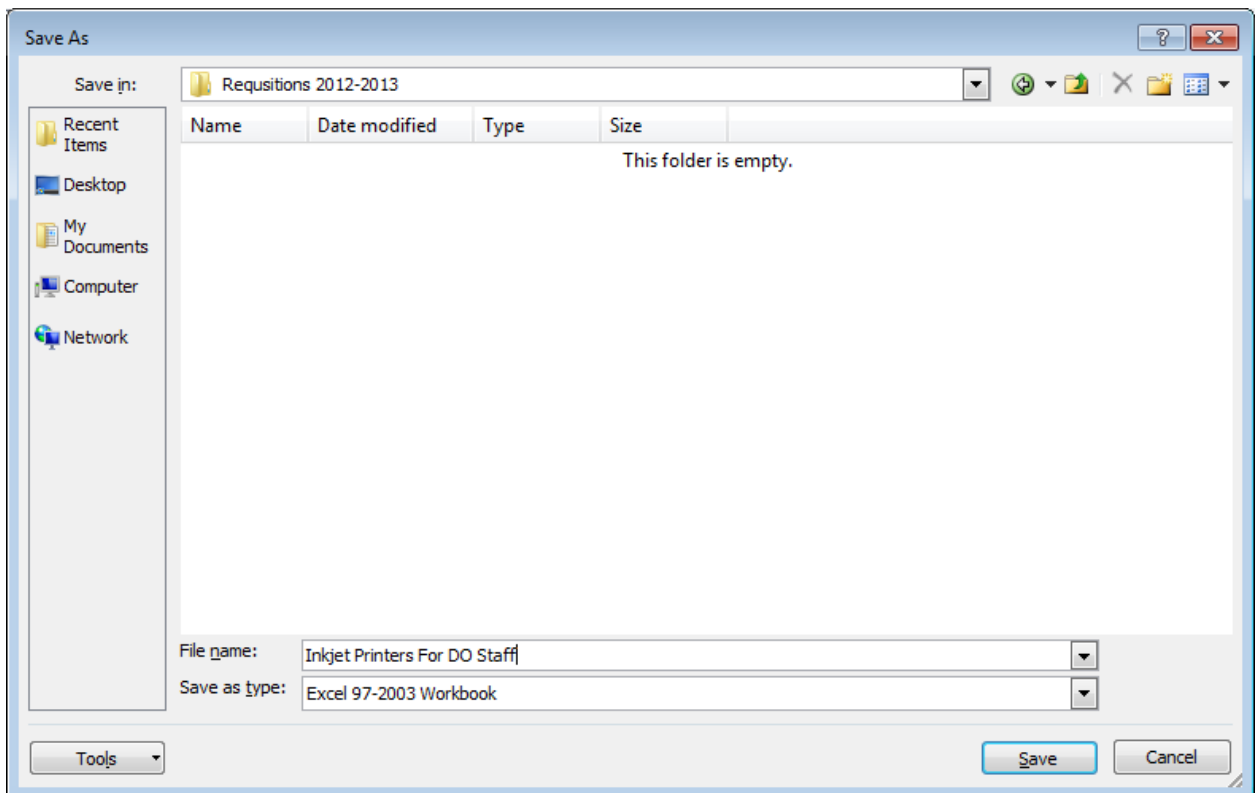 Save As
Save in:
Requsitions 2012-2013
Recent
Items
Desktop
My
Documents
Computer
Network
Name Date modified Type Size
This folder is empty.
File name: Inkjet Printers For DO Staff
Save as type: Excel 97-2003 Workbook
Tools Save Cancel